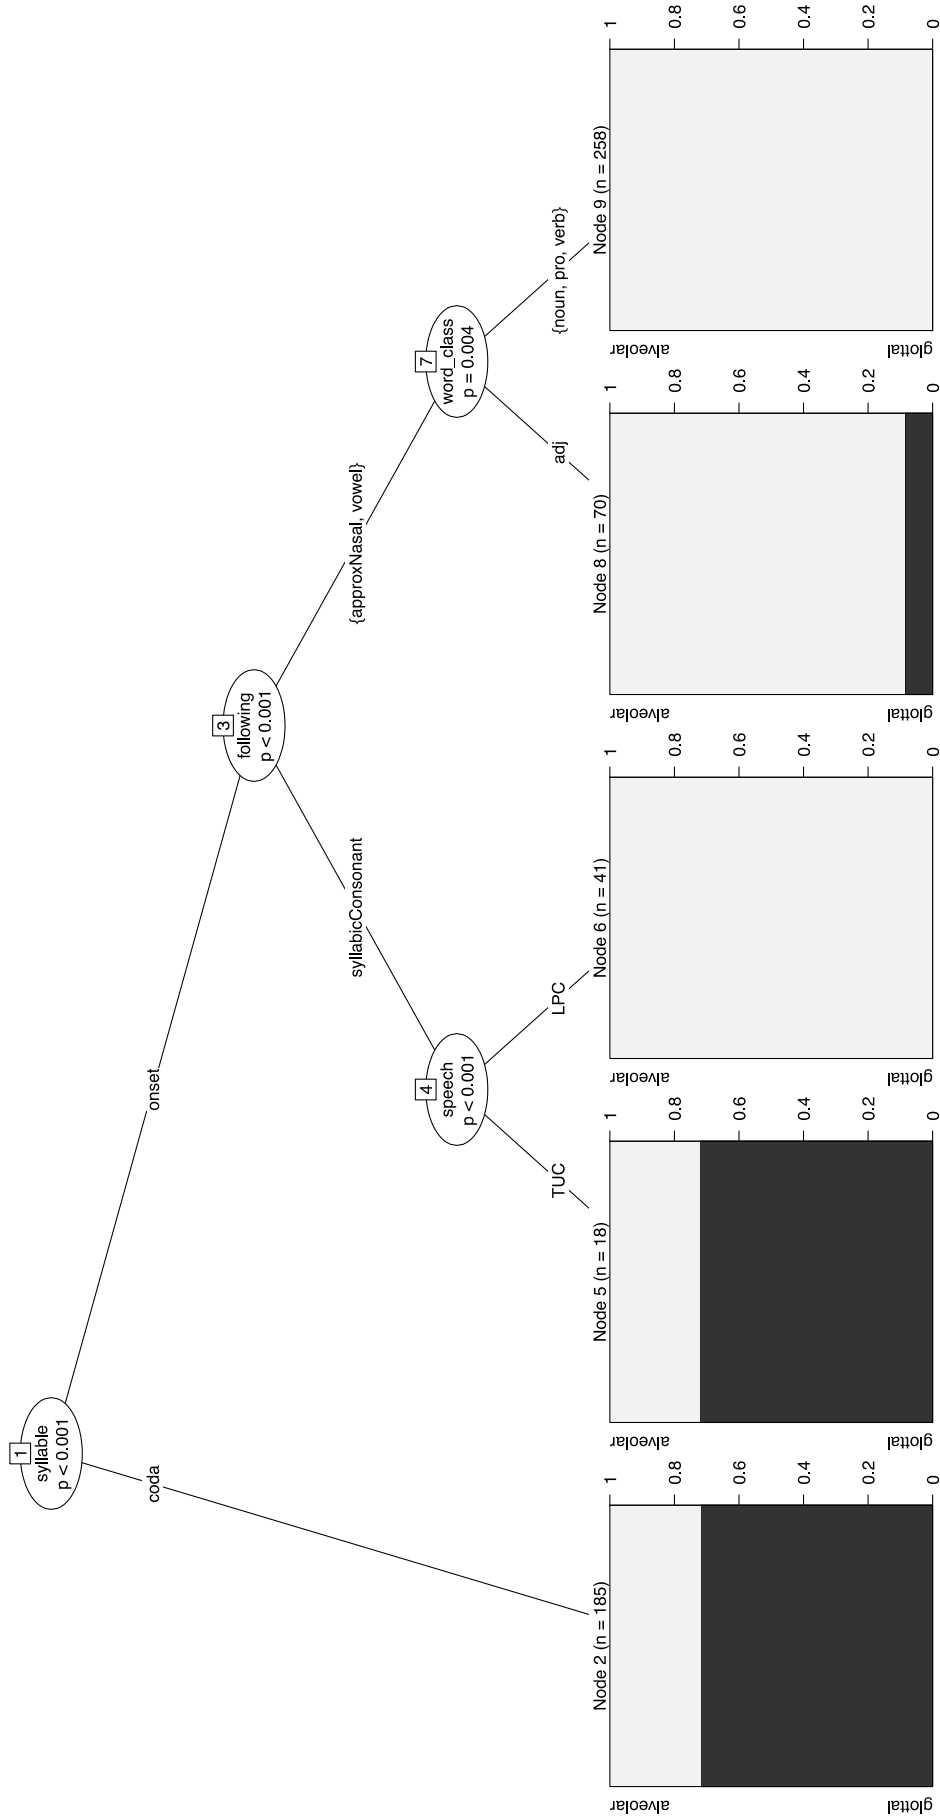 1
syllable
p < 0.001
coda
onset
3
following
p < 0.001
syllabicConsonant
{approxNasal, vowel}
4
speech
p < 0.001
TUC
LPC
7
word_class
p = 0.004
adj
{noun, pro, verb}
Node 2 (n = 185)
alveolar
glottal
1
0.8
0.6
0.4
0.2
0
Node 5 (n = 18)
alveolar
glottal
1
0.8
0.6
0.4
0.2
0
Node 6 (n = 41)
alveolar
glottal
1
0.8
0.6
0.4
0.2
0
Node 8 (n = 70)
alveolar
glottal
1
0.8
0.6
0.4
0.2
0
Node 9 (n = 258)
alveolar
glottal
1
0.8
0.6
0.4
0.2
0